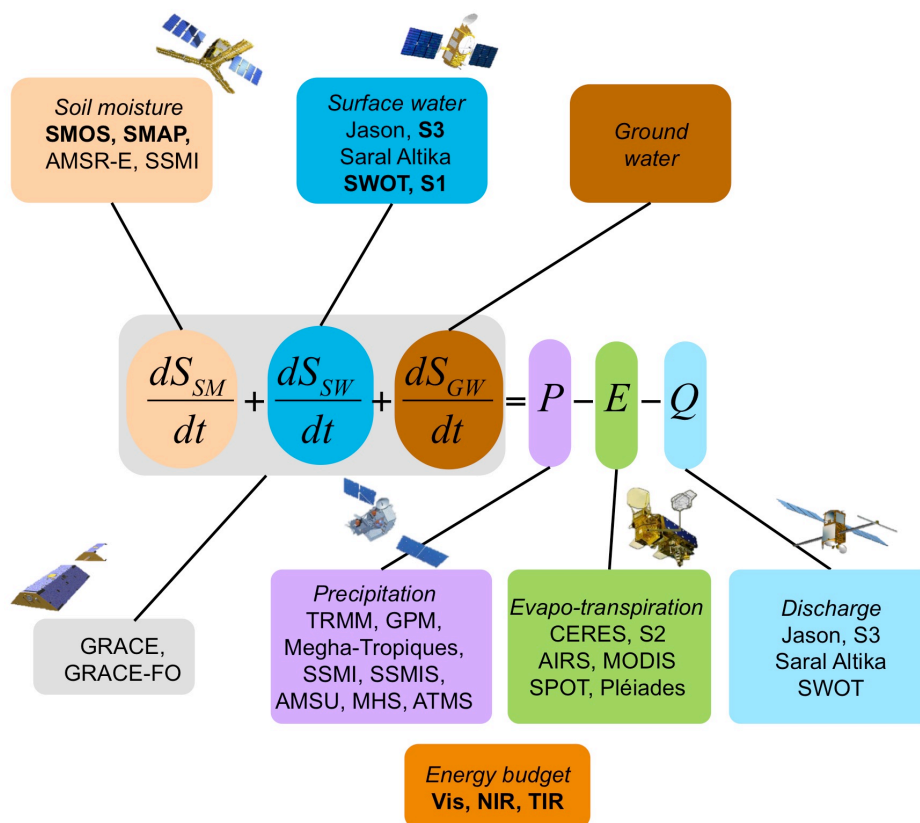 Soil moisture
SMOS, SMAP,
AMSR-E, SSMI
Surface water
Jason, S3
Saral Altika
SWOT, S1
Ground
water
dS_SM/dt + dS_SW/dt + dS_GW/dt = P − E − Q
GRACE,
GRACE-FO
Precipitation
TRMM, GPM,
Megha-Tropiques,
SSMI, SSMIS,
AMSU, MHS, ATMS
Evapo-transpiration
CERES, S2
AIRS, MODIS
SPOT, Pléiades
Discharge
Jason, S3
Saral Altika
SWOT
Energy budget
Vis, NIR, TIR